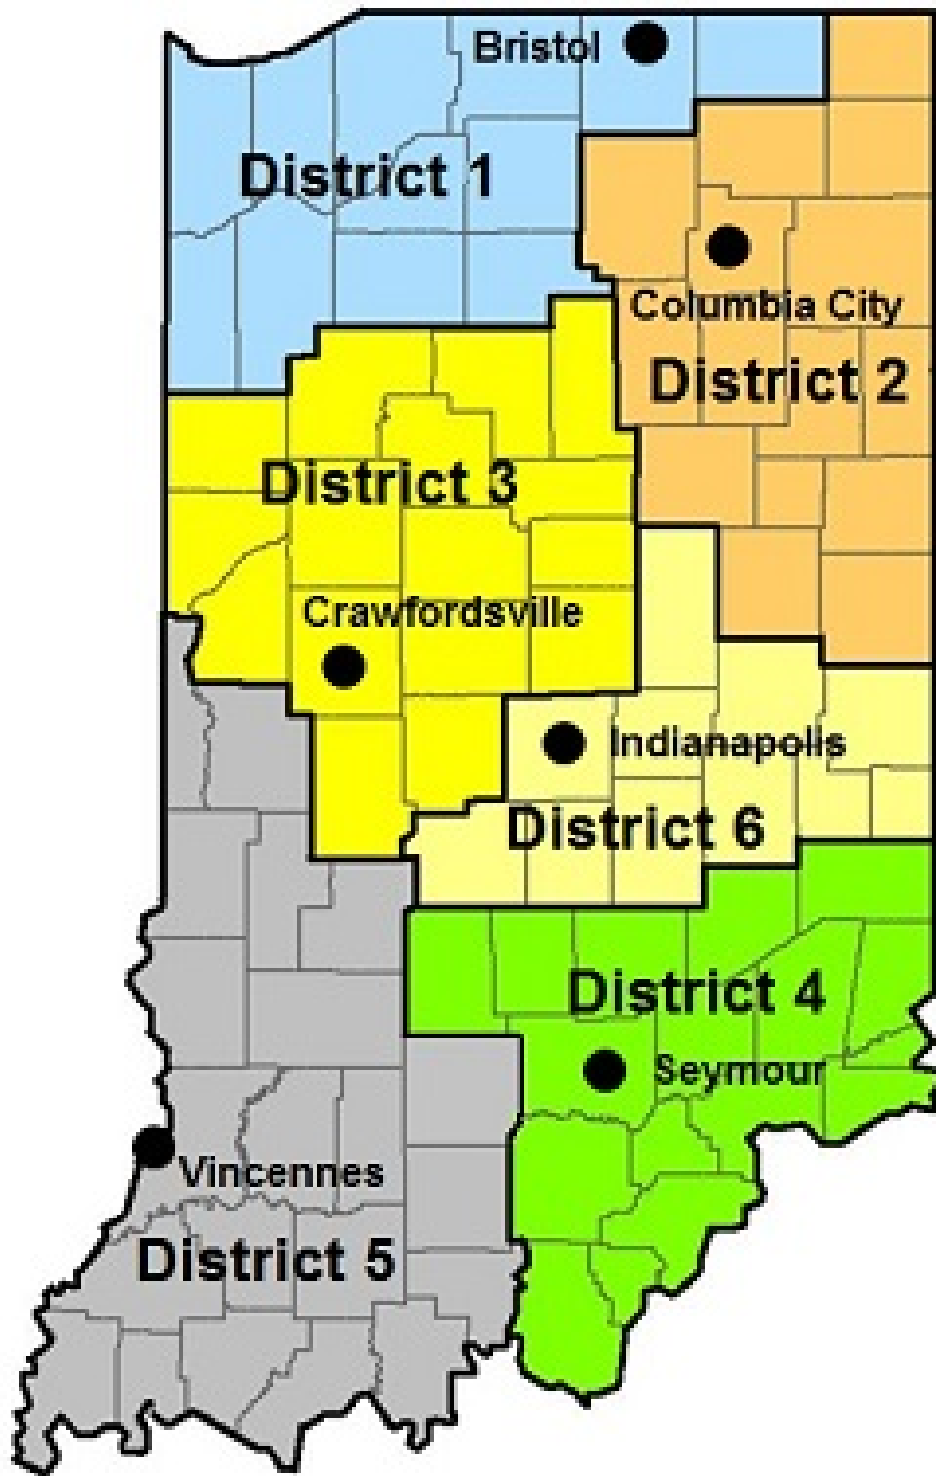 Bristol
District 1
Columbia City
District 2
District 3
Crawfordsville
Indianapolis
District 6
District 4
Seymour
Vincennes
District 5